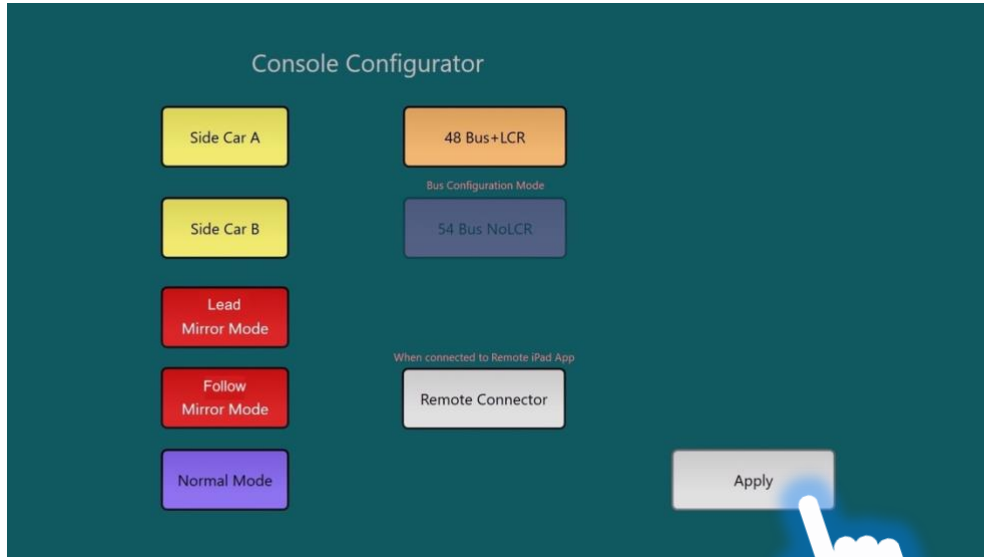 Console Configurator
Side Car A
48 Bus+LCR
Bus Configuration Mode
Side Car B
54 Bus NoLCR
Lead
Mirror Mode
When connected to Remote iPad App
Follow
Mirror Mode
Remote Connector
Normal Mode
Apply